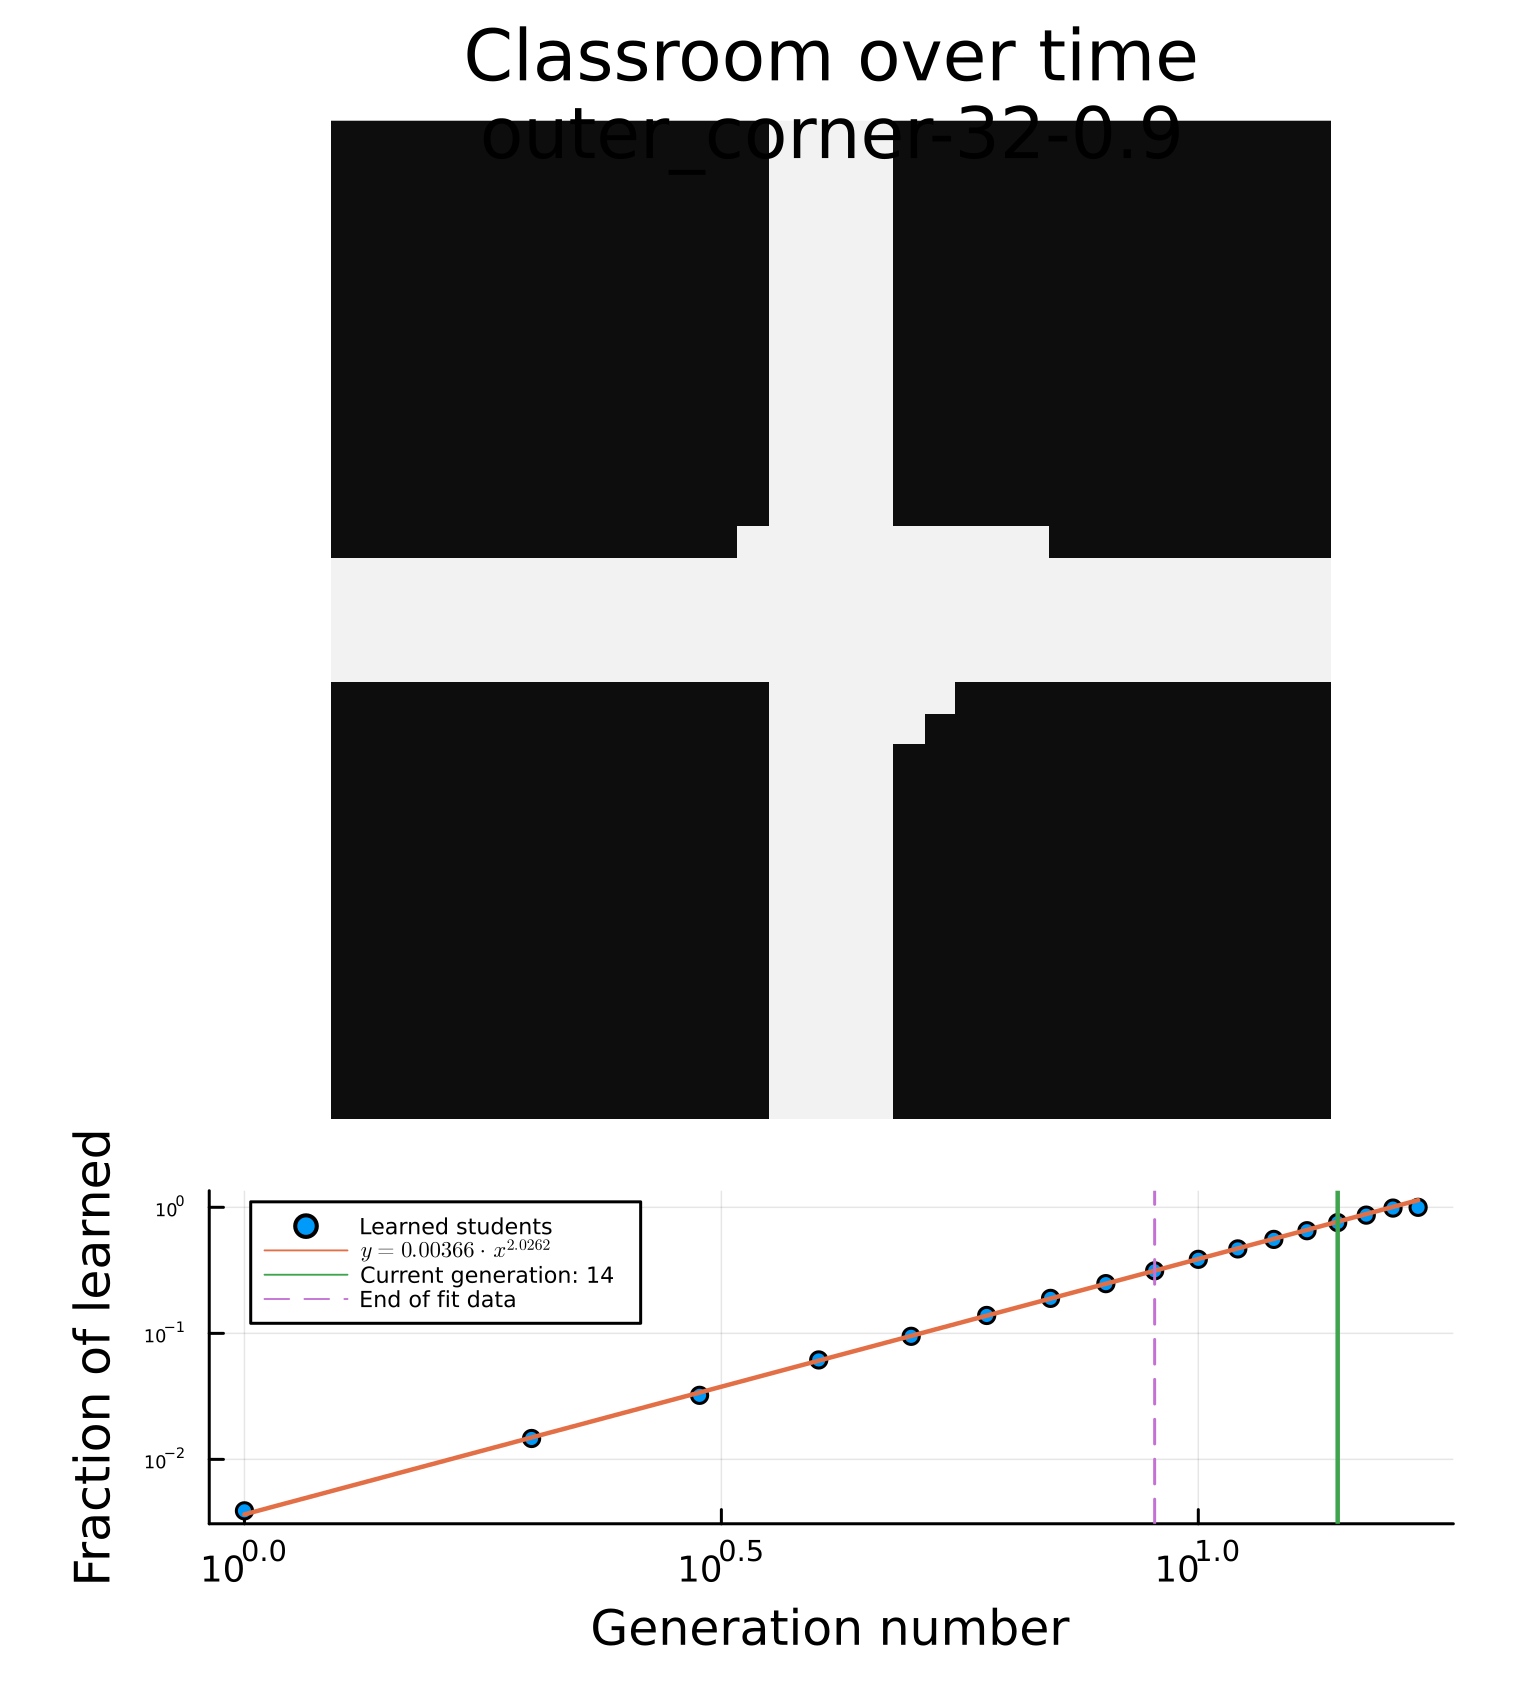 Classroom over time
outer_corner-32-0.9
Fraction of learned
10^0
10^−1
10^−2
Learned students
y = 0.00366 · x^2.0262
Current generation: 14
End of fit data
10^0.0 10^0.5 10^1.0
Generation number